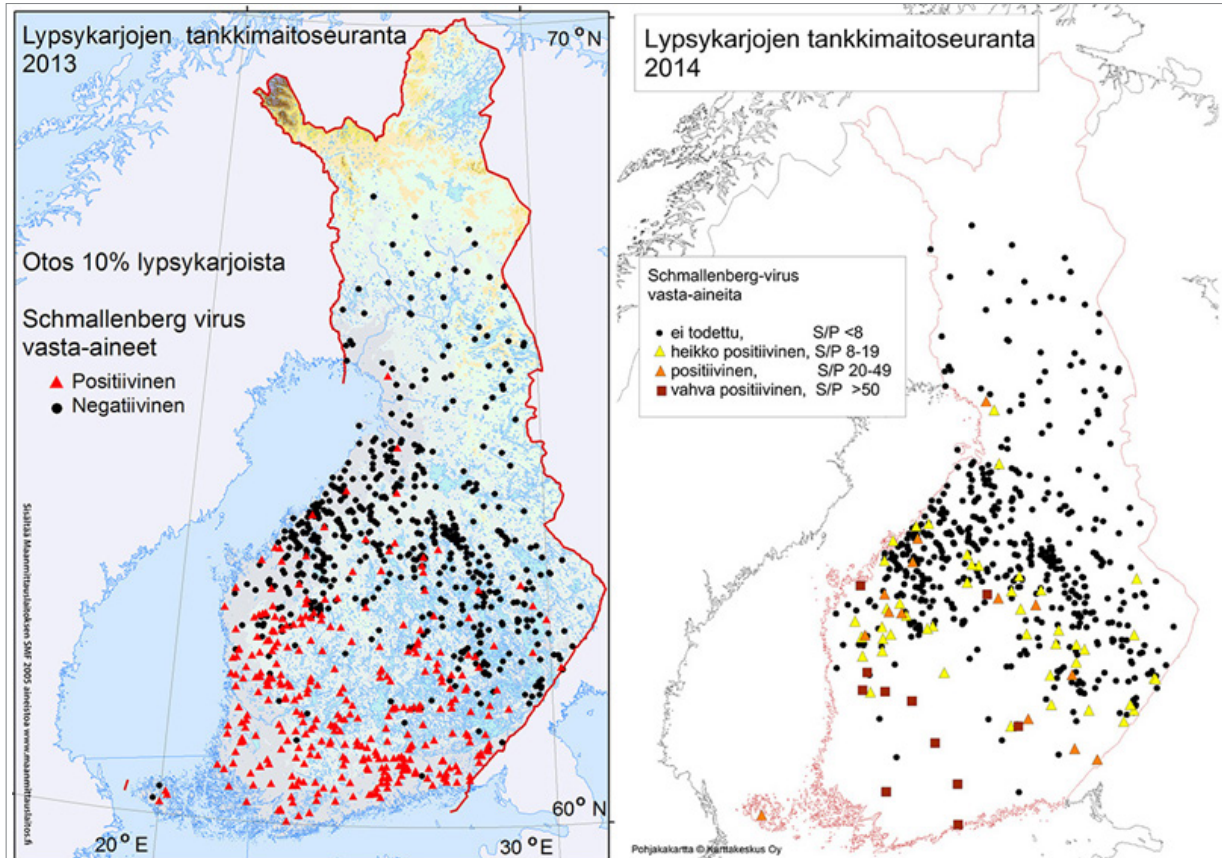 Lypsykarjojen tankkimaitoseuranta
2013
70° N
Otos 10% lypsykarjoista
Schmallenberg virus
vasta-aineet
Positiivinen
Negatiivinen
Sisältää Maanmittauslaitoksen SMF 2005 aineistoa www.maanmittauslaitos.fi
60° N
20° E
30° E
Lypsykarjojen tankkimaitoseuranta
2014
Schmallenberg-virus
vasta-aineita
ei todettu, S/P <8
heikko positiivinen, S/P 8-19
positiivinen, S/P 20-49
vahva positiivinen, S/P >50
Pohjakakartta © Karttakeskus Oy